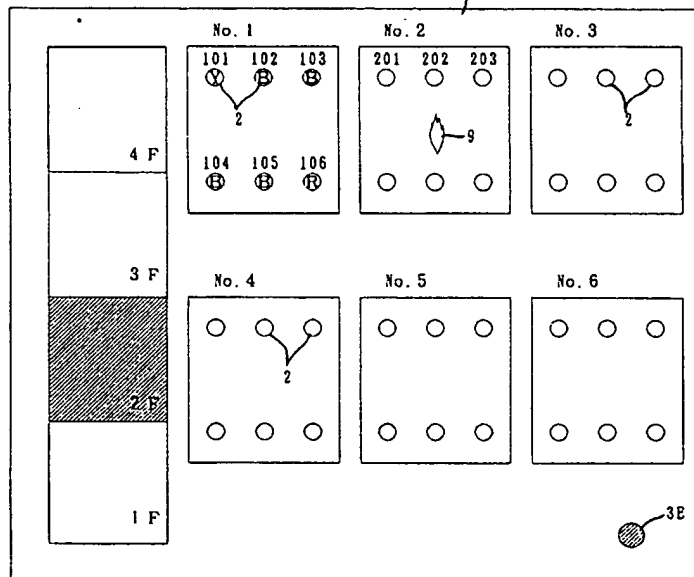 No. 1 No. 2 No. 3
101 102 103 201 202 203
Y B B
2 9 2
4 F
104 105 106
B B R
3 F
No. 4 No. 5 No. 6
2
2 F
1 F
3E